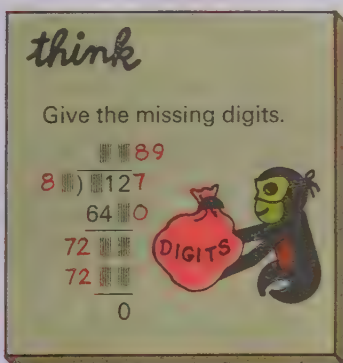 think
Give the missing digits.
89
8 ) 127
64 0
72
72
0
DIGITS